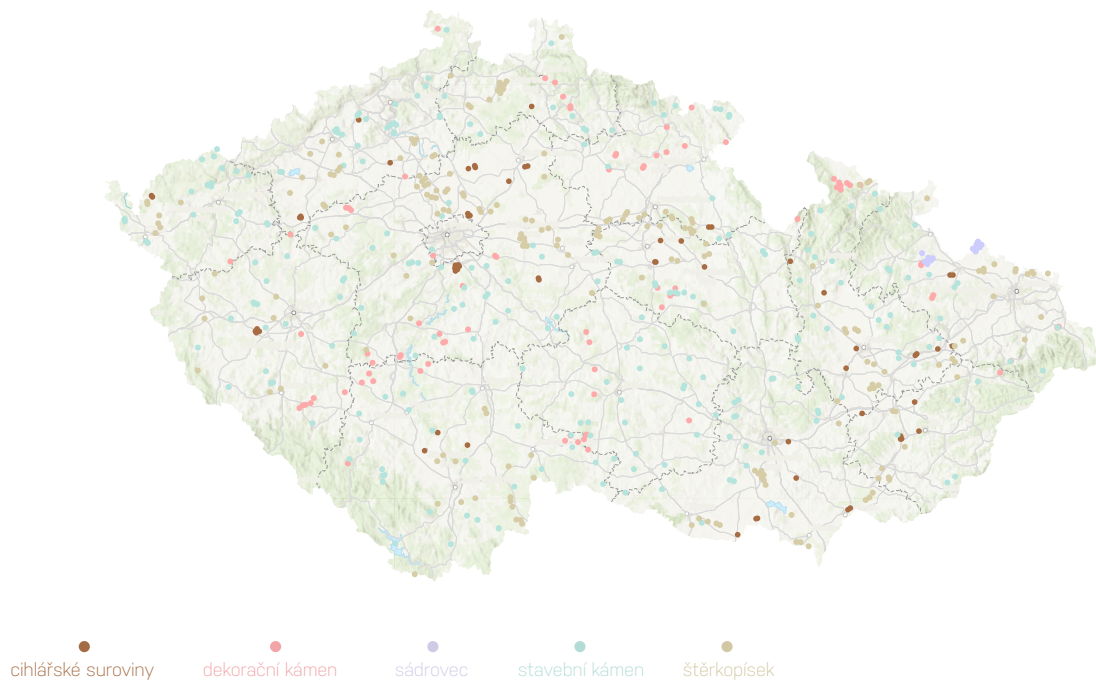 cihlářské suroviny
dekorační kámen
sádrovec
stavební kámen
štěrkopísek